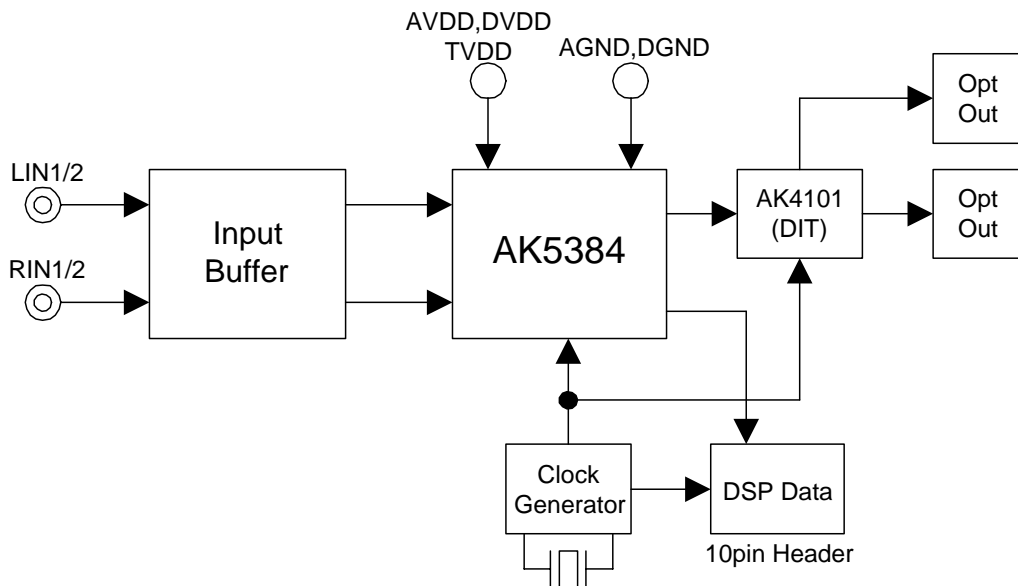 AVDD,DVDD
TVDD
AGND,DGND
Opt
Out
LIN1/2
RIN1/2
Input
Buffer
AK5384
AK4101
(DIT)
Opt
Out
Clock
Generator
DSP Data
10pin Header